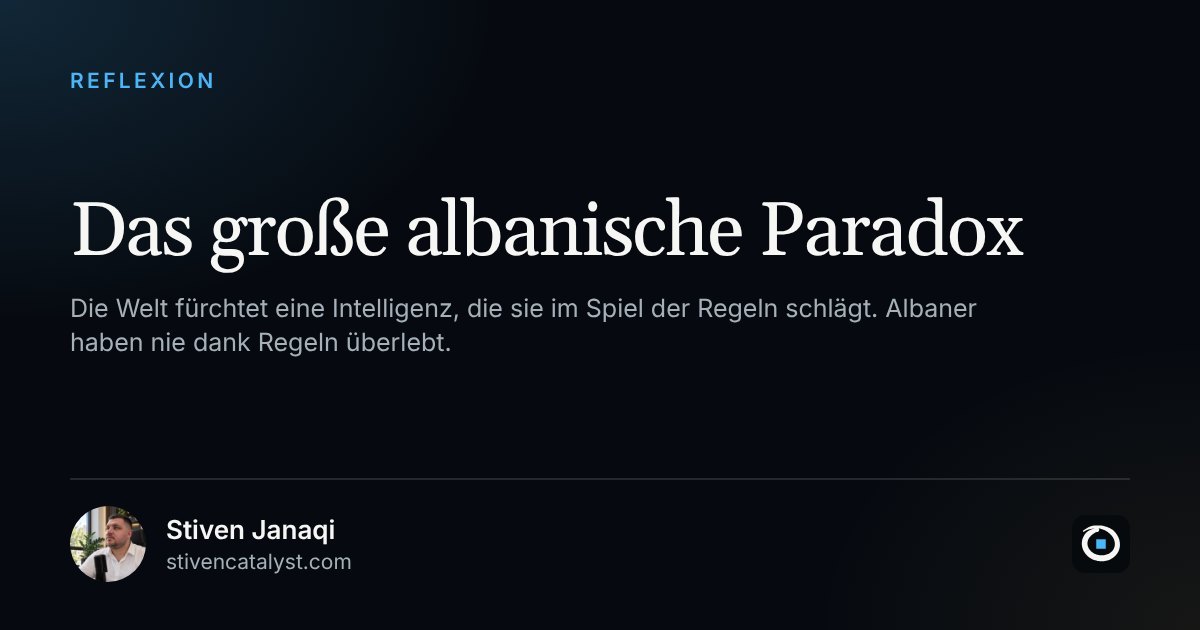 REFLEXION
Das große albanische Paradox
Die Welt fürchtet eine Intelligenz, die sie im Spiel der Regeln schlägt. Albaner
haben nie dank Regeln überlebt.
Stiven Janaqi
stivencatalyst.com